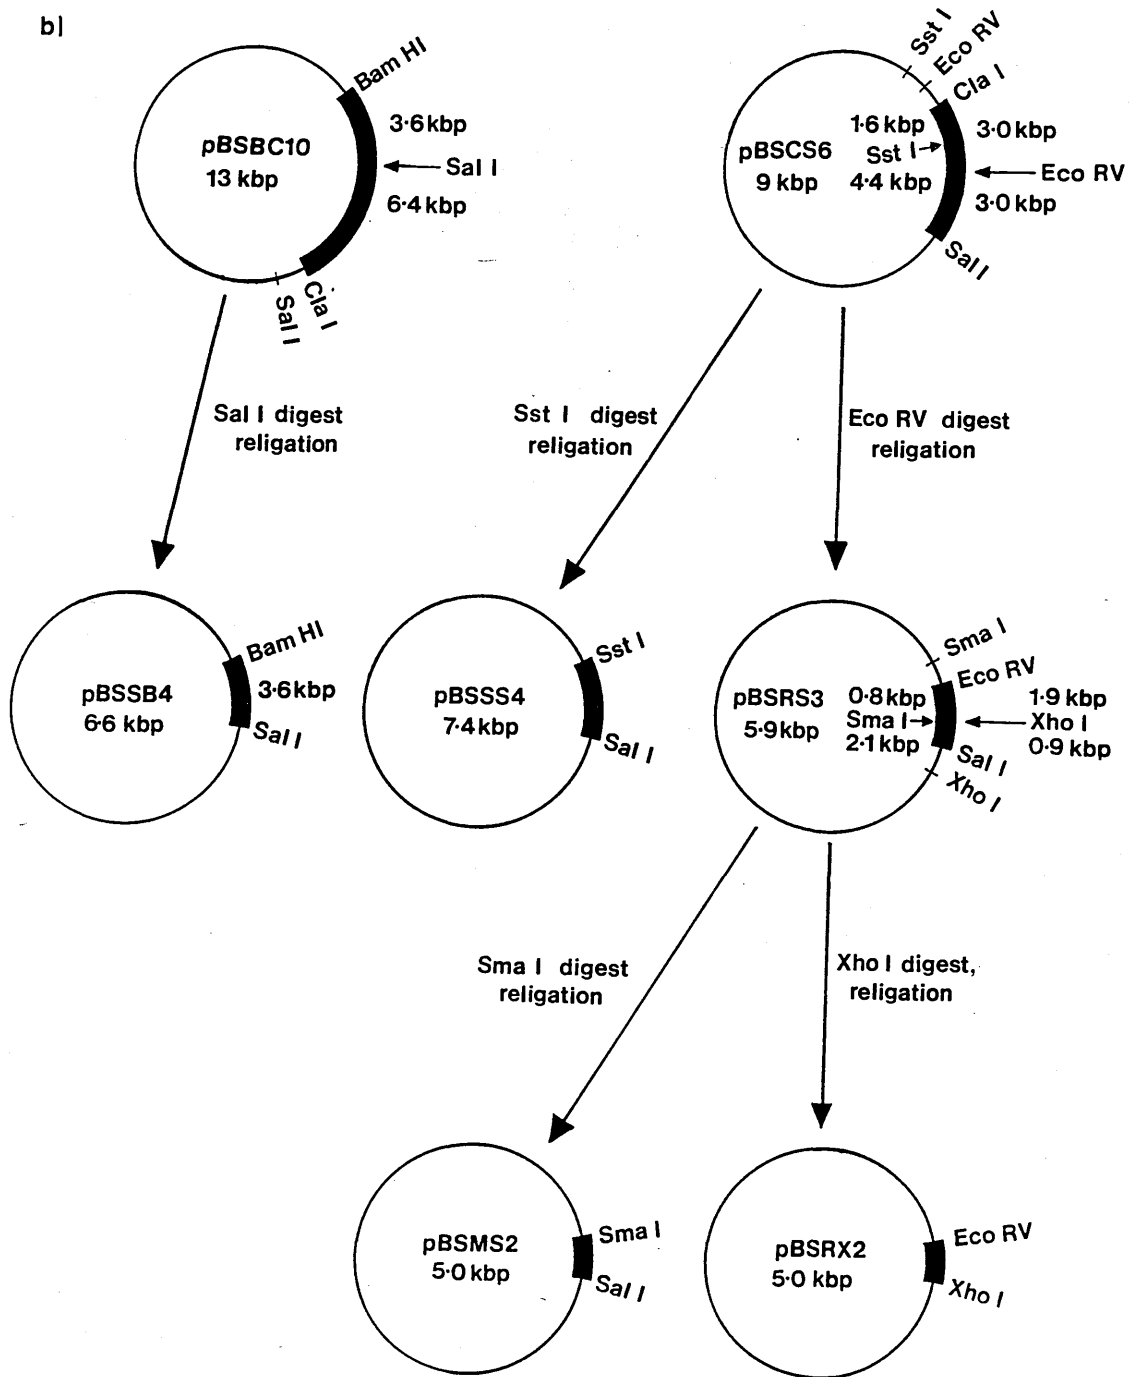 b)
Bam HI
3·6 kbp
pBSBC10
13 kbp
Sal I
6·4 kbp
Cla I
Sal I
Sst I
Eco RV
Cla I
1·6 kbp
3·0 kbp
pBSCS6
Sst I
9 kbp
4·4 kbp
Eco RV
3·0 kbp
Sal I
Sal I digest
religation
Sst I digest
religation
Eco RV digest
religation
Bam HI
pBSSB4
3·6 kbp
6·6 kbp
Sal I
Sst I
pBSSS4
7·4 kbp
Sal I
Sma I
Eco RV
pBSRS3
0·8 kbp
1·9 kbp
5·9 kbp
Sma I
Xho I
2·1 kbp
0·9 kbp
Sal I
Xho I
Sma I digest
religation
Xho I digest,
religation
pBSMS2
5·0 kbp
Sma I
Sal I
pBSRX2
5·0 kbp
Eco RV
Xho I